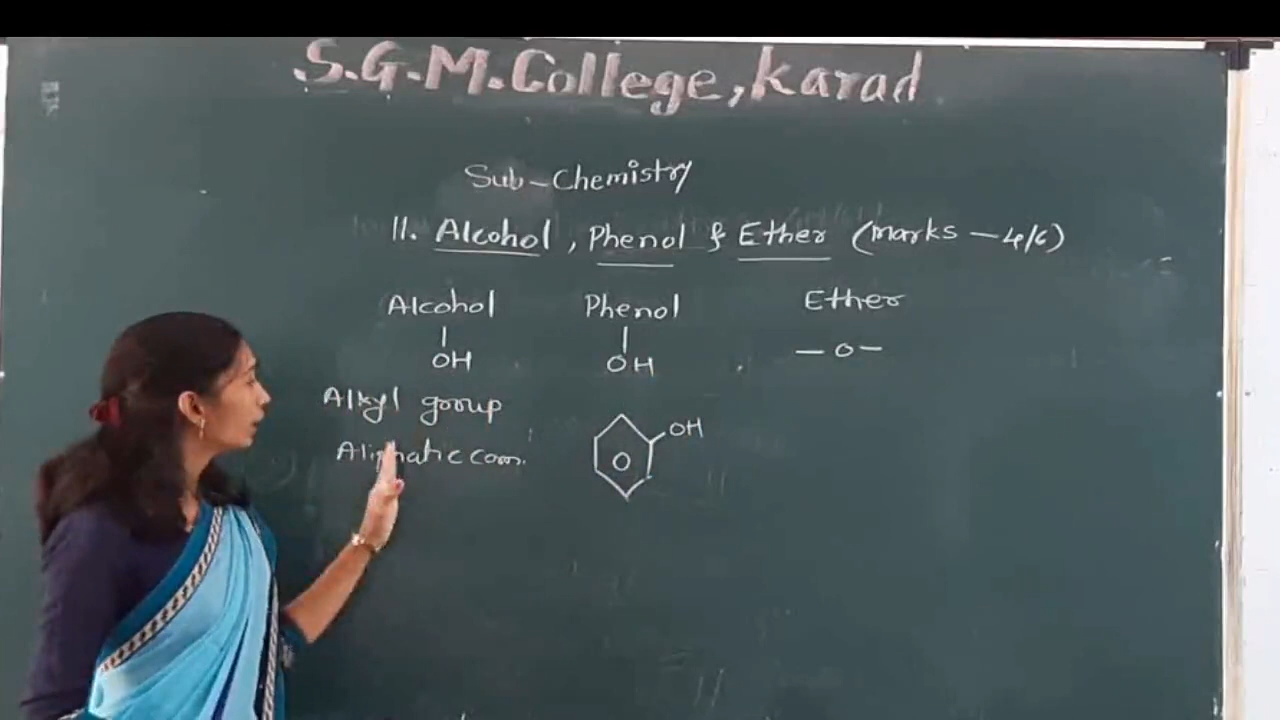 S.G.M. College, Karad
Sub-Chemistry
11. Alcohol, Phenol & Ether (marks - 4/6)
Alcohol Phenol Ether
OH OH -O-
Alkyl group
OH
Aliphatic com.